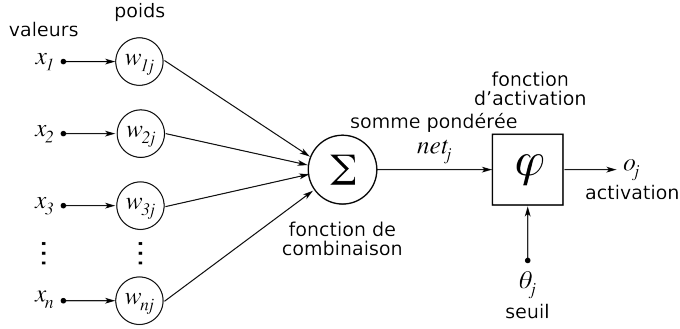 valeurs
poids
x1
w1j
x2
w2j
x3
w3j
⋮
⋮
xn
wnj
Σ
fonction de
combinaison
somme pondérée
netj
fonction
d'activation
φ
oj
activation
θj
seuil